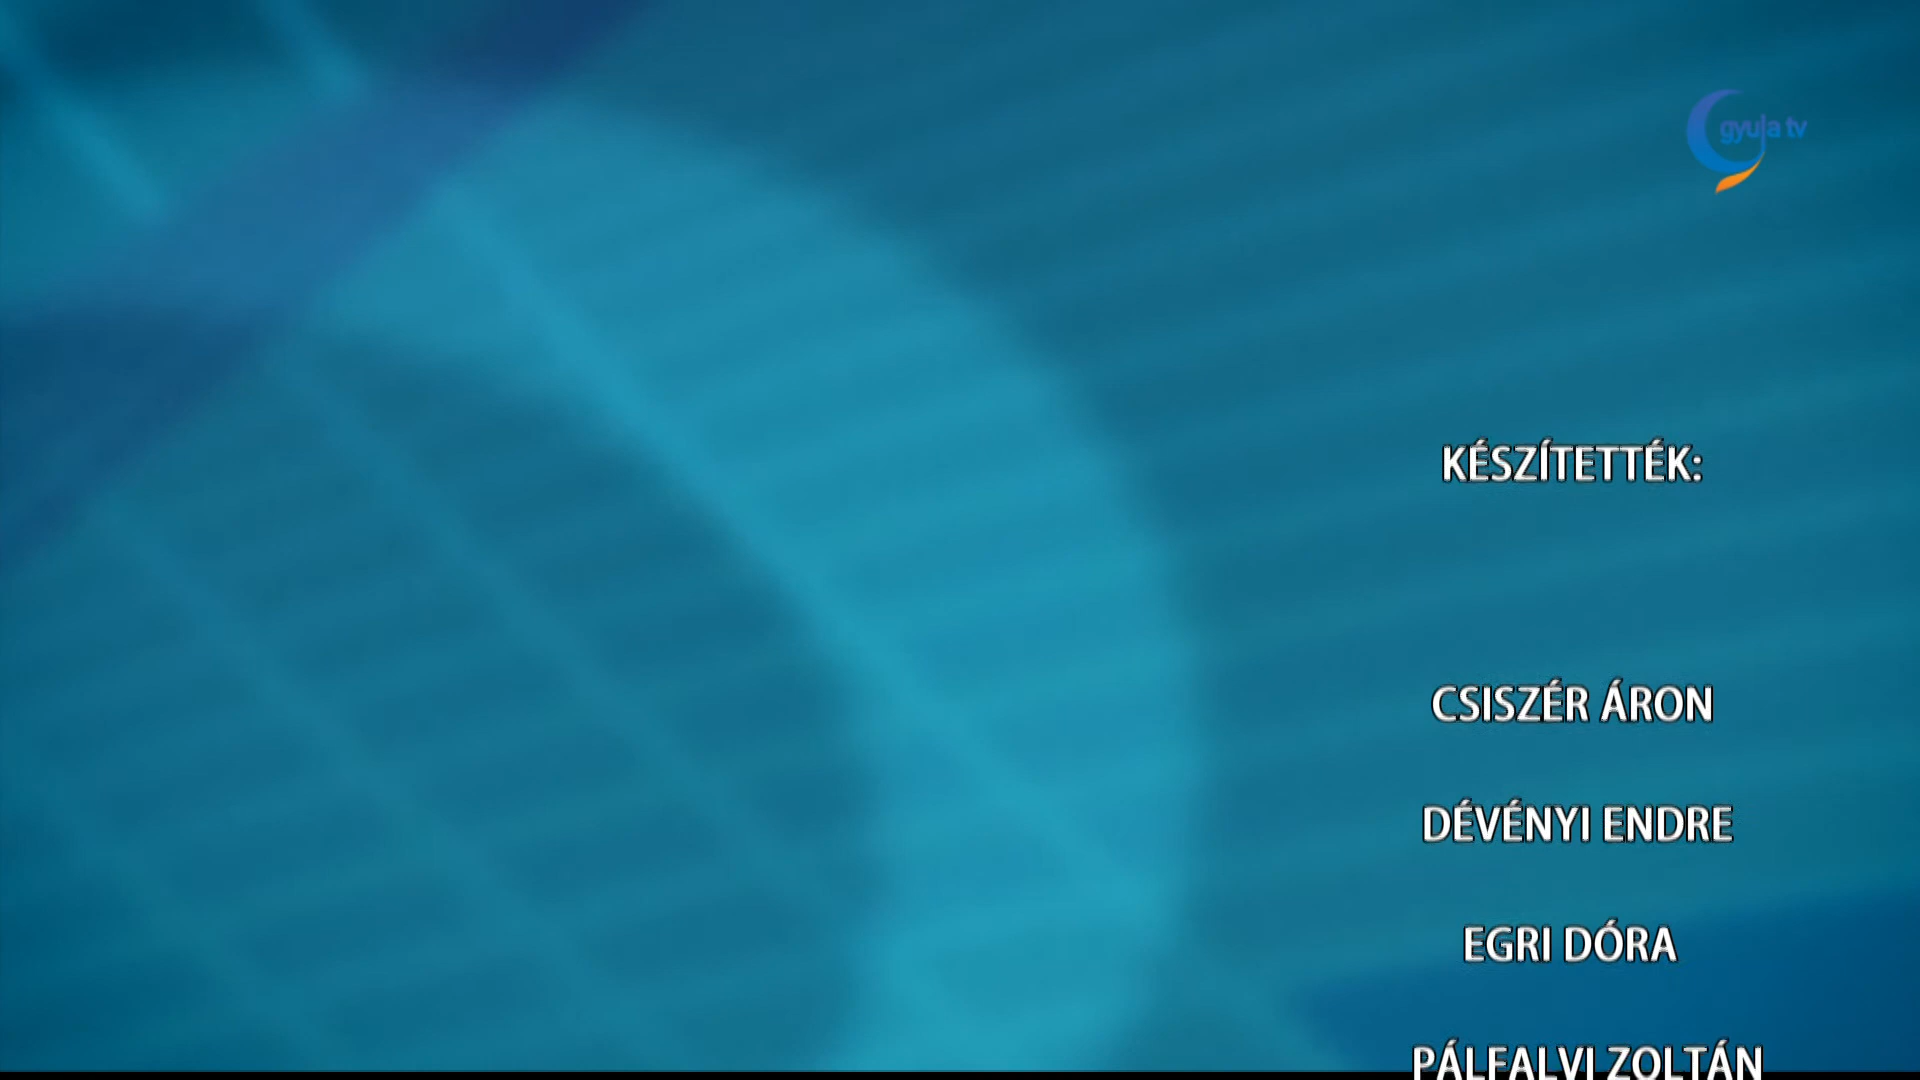 gyula tv
KÉSZÍTETTÉK:
CSISZÉR ÁRON
DÉVÉNYI ENDRE
EGRI DÓRA
PÁLFALVI ZOLTÁN